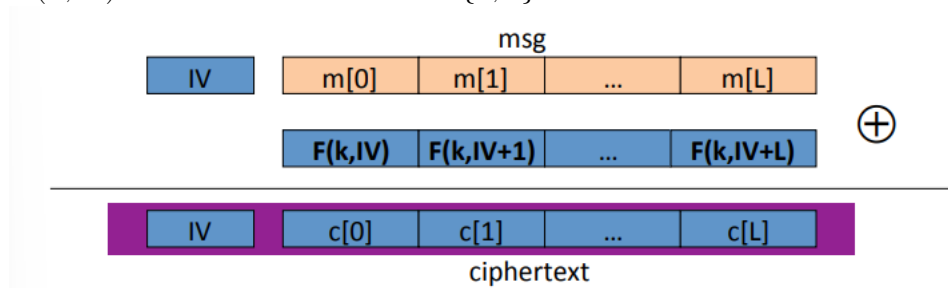 msg
IV m[0] m[1] ... m[L]
⊕
F(k,IV) F(k,IV+1) ... F(k,IV+L)
IV c[0] c[1] ... c[L]
ciphertext